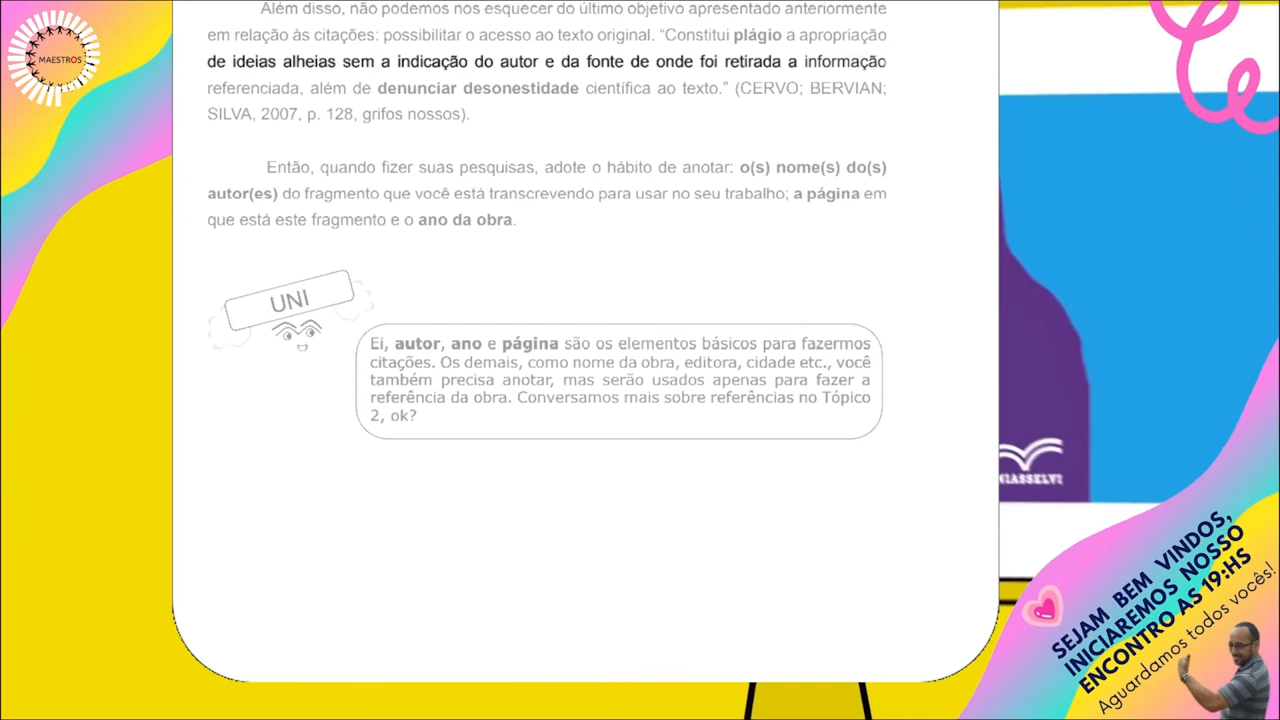 MAESTROS
Além disso, não podemos nos esquecer do último objetivo apresentado anteriormente
em relação às citações: possibilitar o acesso ao texto original. “Constitui plágio a apropriação
de ideias alheias sem a indicação do autor e da fonte de onde foi retirada a informação
referenciada, além de denunciar desonestidade científica ao texto.” (CERVO; BERVIAN;
SILVA, 2007, p. 128, grifos nossos).
Então, quando fizer suas pesquisas, adote o hábito de anotar: o(s) nome(s) do(s)
autor(es) do fragmento que você está transcrevendo para usar no seu trabalho; a página em
que está este fragmento e o ano da obra.
UNI
Ei, autor, ano e página são os elementos básicos para fazermos
citações. Os demais, como nome da obra, editora, cidade etc., você
também precisa anotar, mas serão usados apenas para fazer a
referência da obra. Conversamos mais sobre referências no Tópico
2, ok?
NIASSELVI
SEJAM BEM VINDOS,
INICIAREMOS NOSSO
ENCONTRO AS 19:HS
Aguardamos todos vocês!